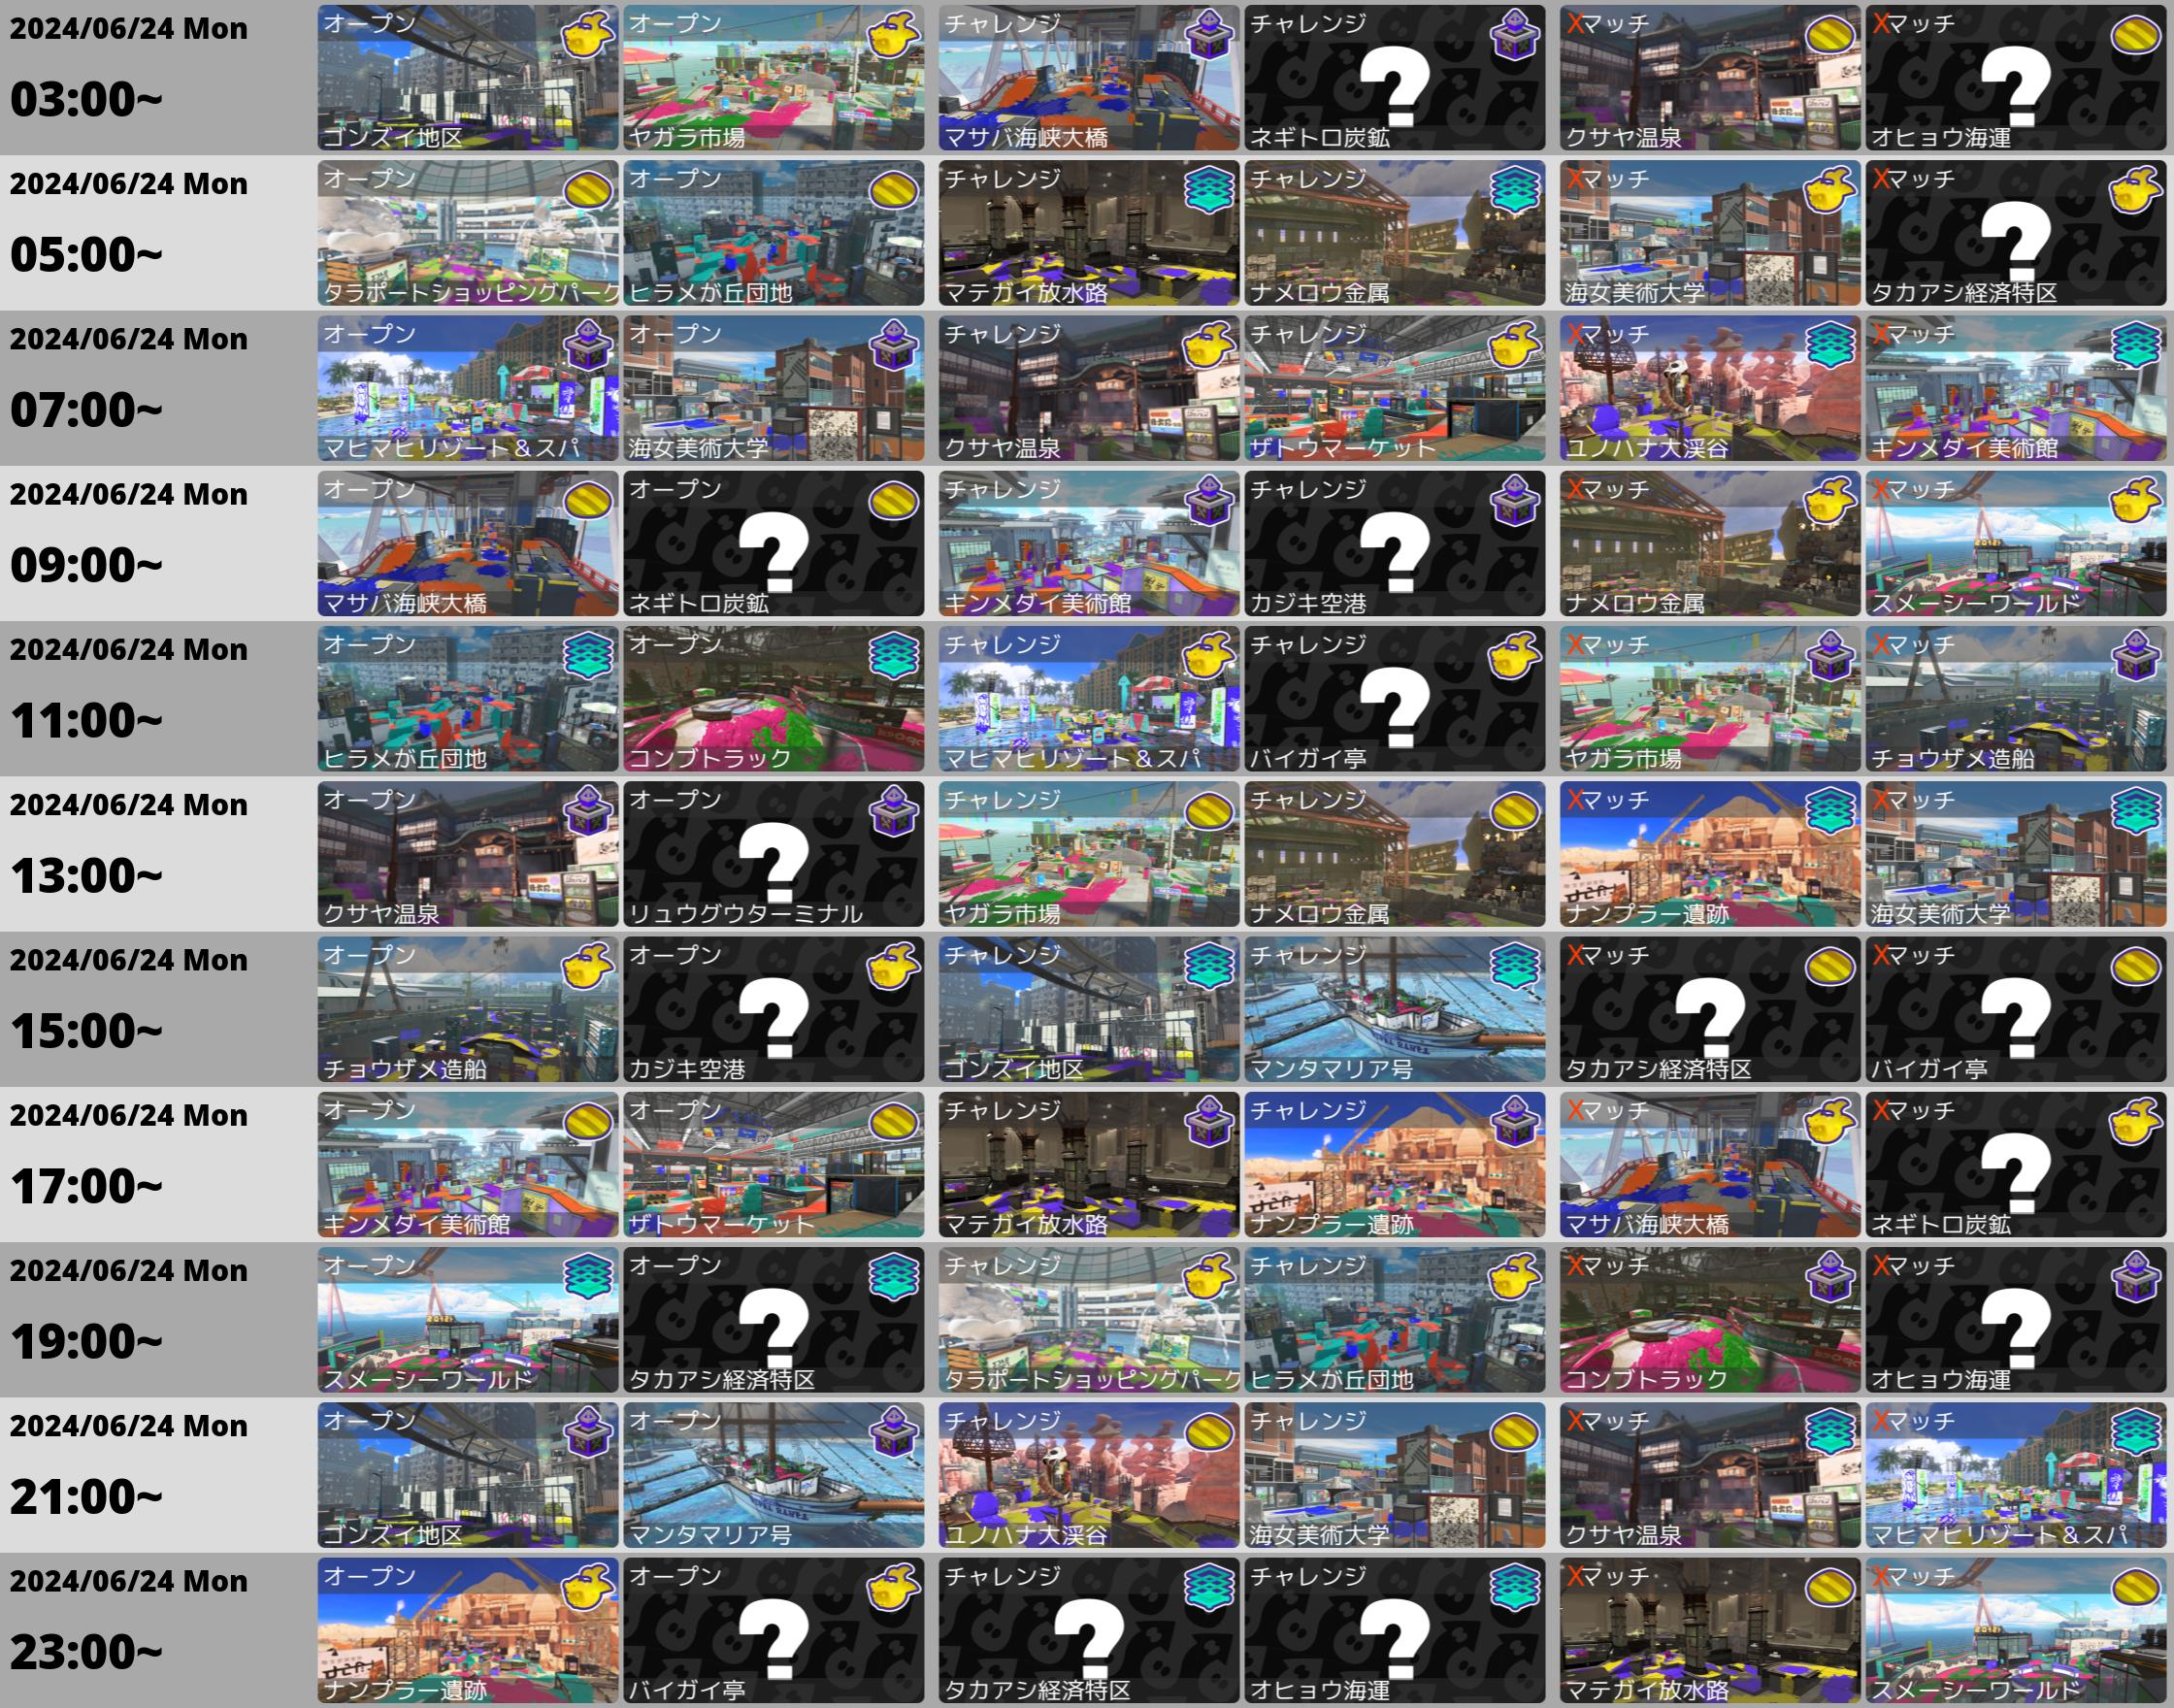 2024/06/24 Mon
03:00~
オープン
ゴンズイ地区
オープン
ヤガラ市場
チャレンジ
マサバ海峡大橋
チャレンジ
?
ネギトロ炭鉱
Xマッチ
クサヤ温泉
Xマッチ
?
オヒョウ海運
2024/06/24 Mon
05:00~
オープン
タラポートショッピングパーク
オープン
ヒラメが丘団地
チャレンジ
マテガイ放水路
チャレンジ
ナメロウ金属
Xマッチ
海女美術大学
Xマッチ
?
タカアシ経済特区
2024/06/24 Mon
07:00~
オープン
マヒマヒリゾート&スパ
オープン
海女美術大学
チャレンジ
クサヤ温泉
チャレンジ
ザトウマーケット
Xマッチ
ユノハナ大渓谷
Xマッチ
キンメダイ美術館
2024/06/24 Mon
09:00~
オープン
マサバ海峡大橋
オープン
?
ネギトロ炭鉱
チャレンジ
キンメダイ美術館
チャレンジ
?
カジキ空港
Xマッチ
ナメロウ金属
Xマッチ
スメーシーワールド
2024/06/24 Mon
11:00~
オープン
ヒラメが丘団地
オープン
コンブトラック
チャレンジ
マヒマヒリゾート&スパ
チャレンジ
?
バイガイ亭
Xマッチ
ヤガラ市場
Xマッチ
チョウザメ造船
2024/06/24 Mon
13:00~
オープン
クサヤ温泉
オープン
?
リュウグウターミナル
チャレンジ
ヤガラ市場
チャレンジ
ナメロウ金属
Xマッチ
ナンプラー遺跡
Xマッチ
海女美術大学
2024/06/24 Mon
15:00~
オープン
チョウザメ造船
オープン
?
カジキ空港
チャレンジ
ゴンズイ地区
チャレンジ
マンタマリア号
Xマッチ
?
タカアシ経済特区
Xマッチ
?
バイガイ亭
2024/06/24 Mon
17:00~
オープン
キンメダイ美術館
オープン
ザトウマーケット
チャレンジ
マテガイ放水路
チャレンジ
ナンプラー遺跡
Xマッチ
マサバ海峡大橋
Xマッチ
?
ネギトロ炭鉱
2024/06/24 Mon
19:00~
オープン
スメーシーワールド
オープン
?
タカアシ経済特区
チャレンジ
タラポートショッピングパーク
チャレンジ
ヒラメが丘団地
Xマッチ
コンブトラック
Xマッチ
?
オヒョウ海運
2024/06/24 Mon
21:00~
オープン
ゴンズイ地区
オープン
マンタマリア号
チャレンジ
ユノハナ大渓谷
チャレンジ
海女美術大学
Xマッチ
クサヤ温泉
Xマッチ
マヒマヒリゾート&スパ
2024/06/24 Mon
23:00~
オープン
ナンプラー遺跡
オープン
?
バイガイ亭
チャレンジ
?
タカアシ経済特区
チャレンジ
?
オヒョウ海運
Xマッチ
マテガイ放水路
Xマッチ
スメーシーワールド